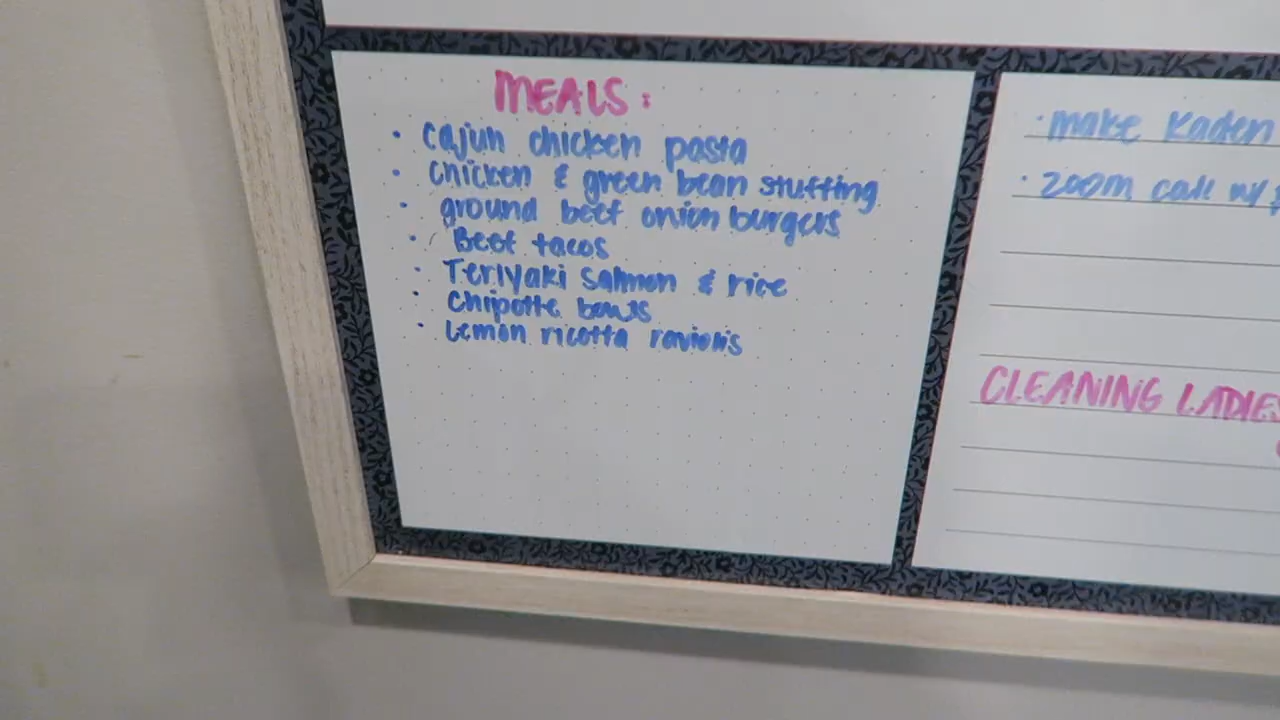 MEALS:
• Cajun chicken pasta
• Chicken & green bean stuffing
• ground beef onion burgers
• Beef tacos
• Teriyaki Salmon & rice
• Chipotle bowls
• Lemon ricotta raviolis
• make Kaden
• zoom call w/
CLEANING LADIES